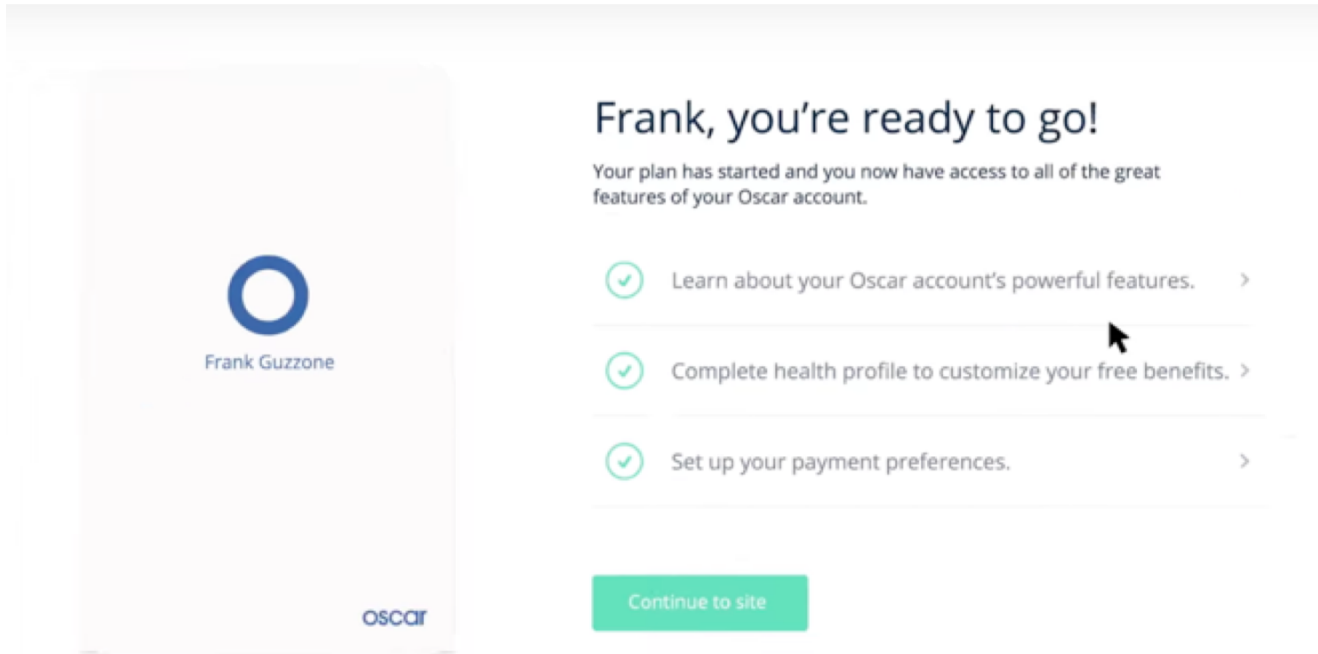 Frank, you're ready to go!
Your plan has started and you now have access to all of the great
features of your Oscar account.
Learn about your Oscar account's powerful features.
Complete health profile to customize your free benefits.
Set up your payment preferences.
Continue to site
Frank Guzzone
oscar